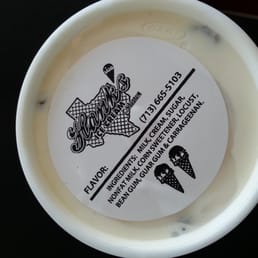 Hank's
(713) 665-5103
FLAVOR:
INGREDIENTS: MILK, CREAM, SUGAR,
NONFAT MILK, CORN SWEETENER, LOCUST,
BEAN GUM, GUAR GUM & CARRAGEENAN.